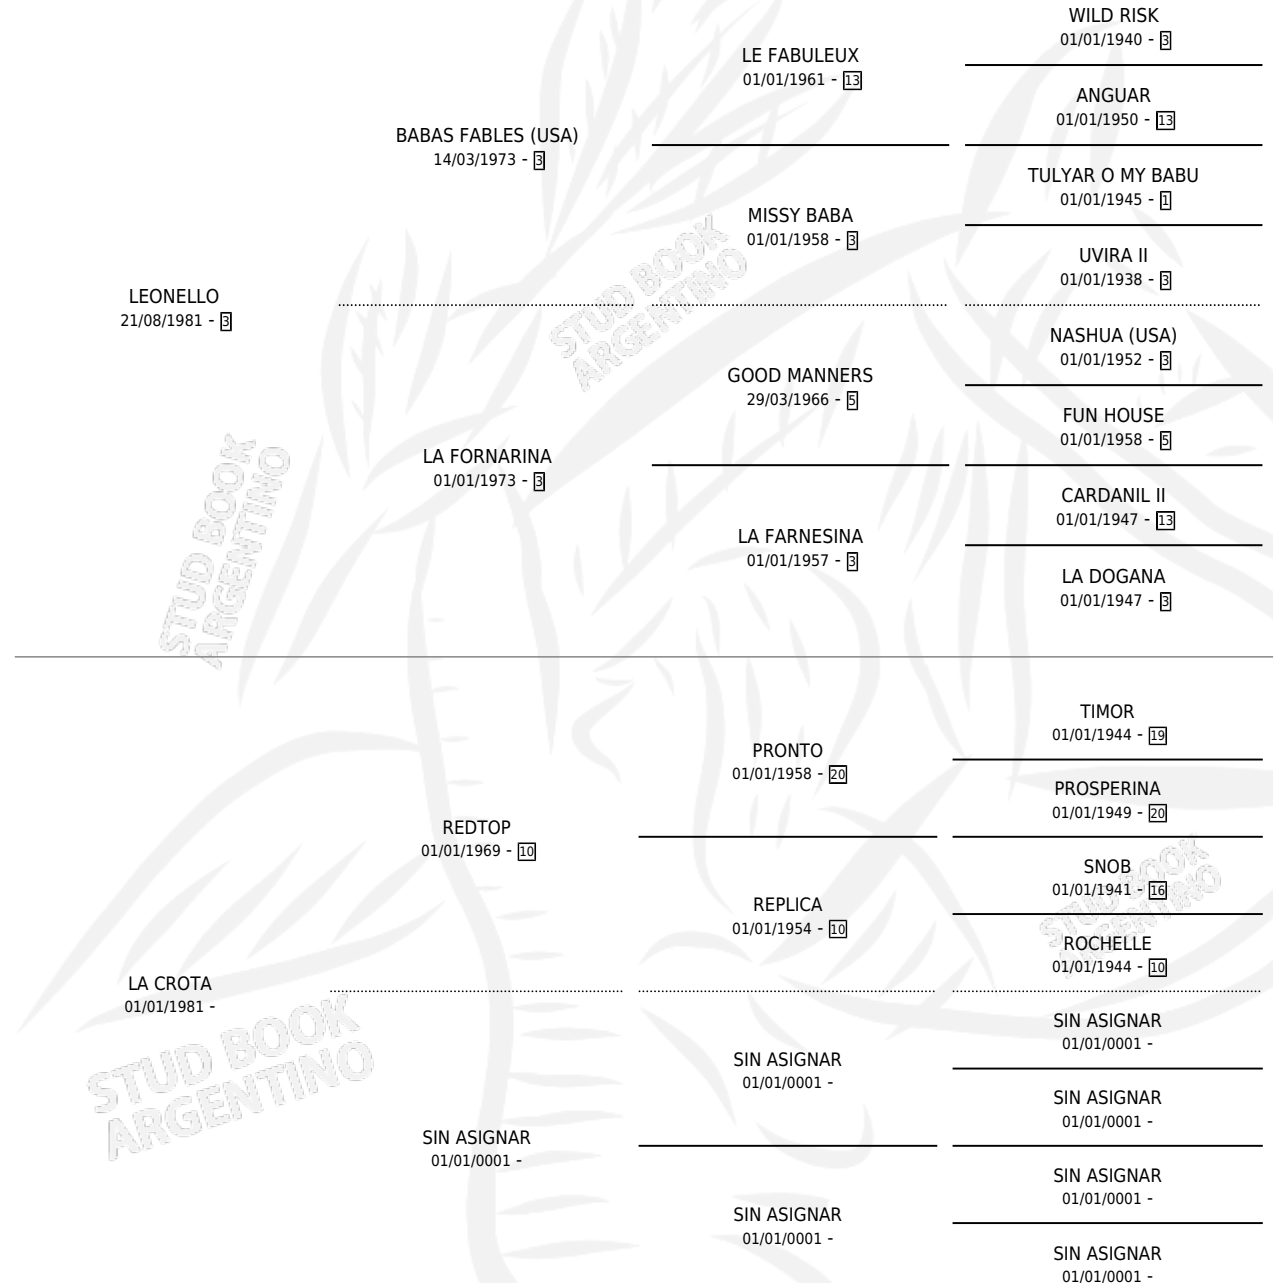 WILD RISK
01/01/1940 - 3
LE FABULEUX
01/01/1961 - 13
ANGUAR
01/01/1950 - 13
BABAS FABLES (USA)
14/03/1973 - 3
TULYAR O MY BABU
01/01/1945 - 1
MISSY BABA
01/01/1958 - 3
UVIRA II
01/01/1938 - 3
LEONELLO
21/08/1981 - 3
NASHUA (USA)
01/01/1952 - 3
GOOD MANNERS
29/03/1966 - 5
FUN HOUSE
01/01/1958 - 5
LA FORNARINA
01/01/1973 - 3
CARDANIL II
01/01/1947 - 13
LA FARNESINA
01/01/1957 - 3
LA DOGANA
01/01/1947 - 3
TIMOR
01/01/1944 - 19
PRONTO
01/01/1958 - 20
PROSPERINA
01/01/1949 - 20
REDTOP
01/01/1969 - 10
SNOB
01/01/1941 - 16
REPLICA
01/01/1954 - 10
ROCHELLE
01/01/1944 - 10
LA CROTA
01/01/1981 -
SIN ASIGNAR
01/01/0001 -
SIN ASIGNAR
01/01/0001 -
SIN ASIGNAR
01/01/0001 -
SIN ASIGNAR
01/01/0001 -
SIN ASIGNAR
01/01/0001 -
SIN ASIGNAR
01/01/0001 -
SIN ASIGNAR
01/01/0001 -
STUD BOOK
ARGENTINO
STUD BOOK
ARGENTINO
STUD BOOK
ARGENTINO
STUD BOOK
ARGENTINO